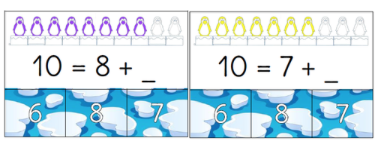 10 = 8 + _
6 8 7
10 = 7 + _
6 8 7